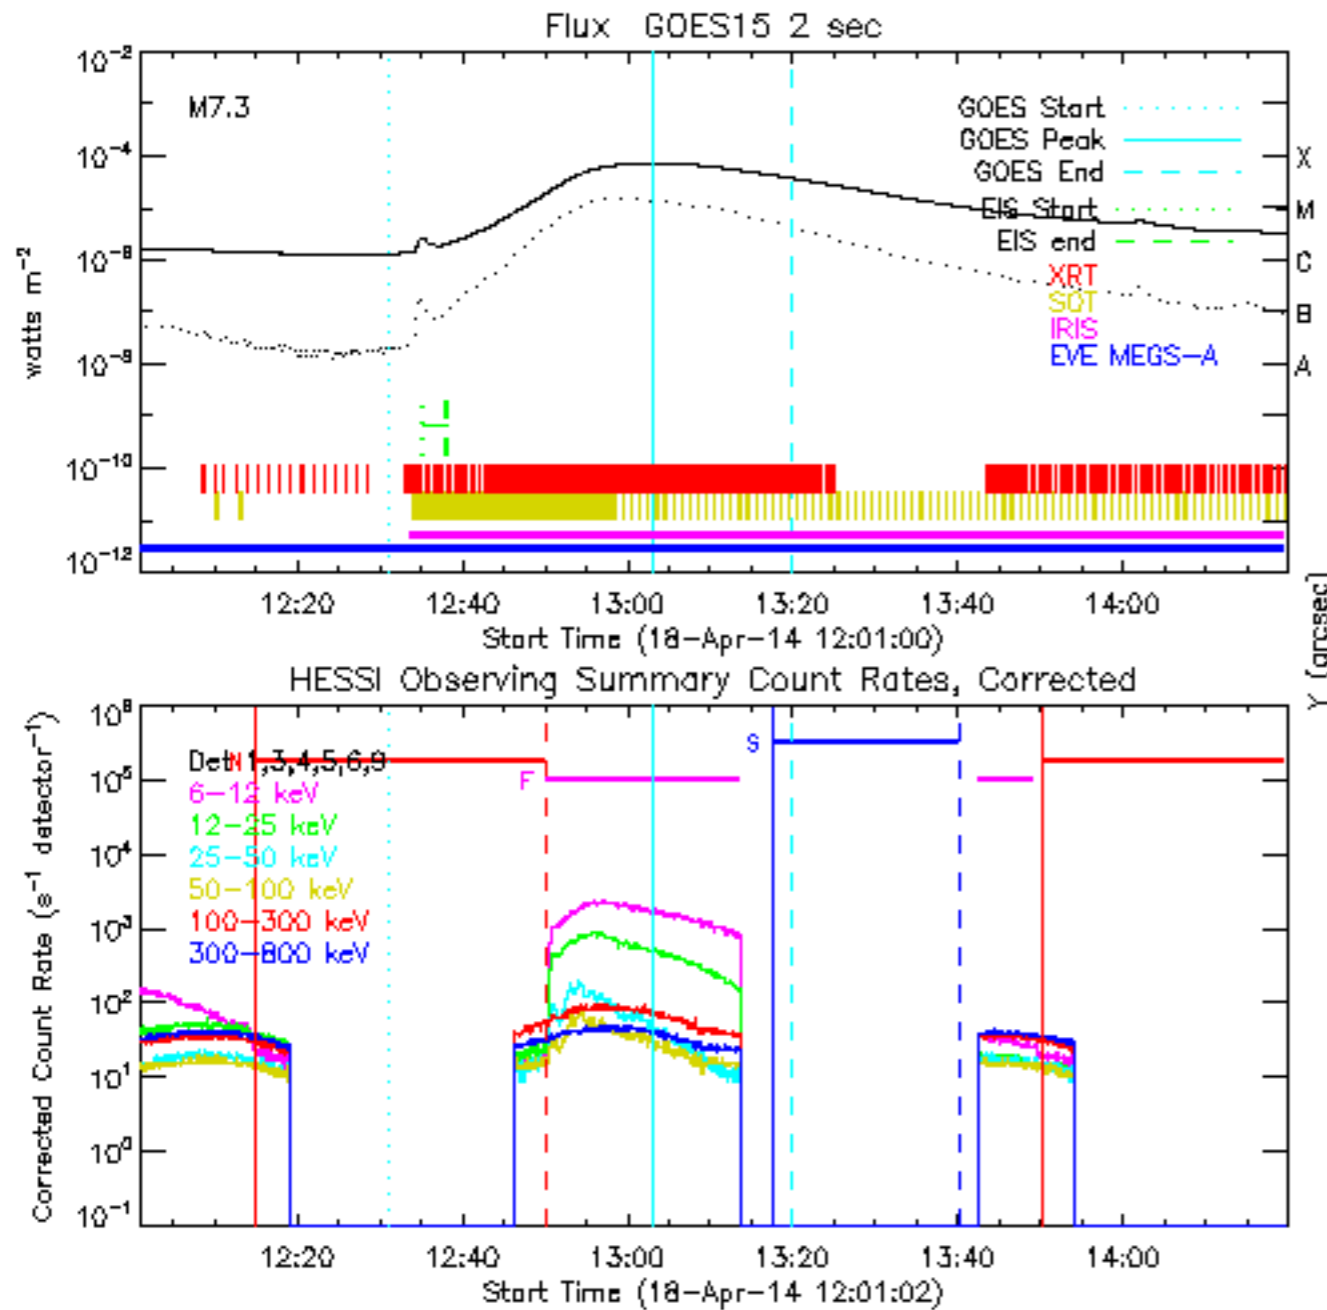 Flux GOES15 2 sec
10⁻²
10⁻⁴
10⁻⁶
10⁻⁸
10⁻¹⁰
10⁻¹²
watts m⁻²
M7.3
GOES Start
GOES Peak
GOES End
EIS Start
EIS end
XRT
SOT
IRIS
EVE MEGS-A
X
M
C
B
A
12:20 12:40 13:00 13:20 13:40 14:00
Start Time (18-Apr-14 12:01:00)
Y (arcsec)
HESSI Observing Summary Count Rates, Corrected
10⁶
10⁵
10⁴
10³
10²
10¹
10⁰
10⁻¹
Corrected Count Rate (s⁻¹ detector⁻¹)
Det 1,3,4,5,6,9
N
F
S
6-12 keV
12-25 keV
25-50 keV
50-100 keV
100-300 keV
300-800 keV
12:20 12:40 13:00 13:20 13:40 14:00
Start Time (18-Apr-14 12:01:02)